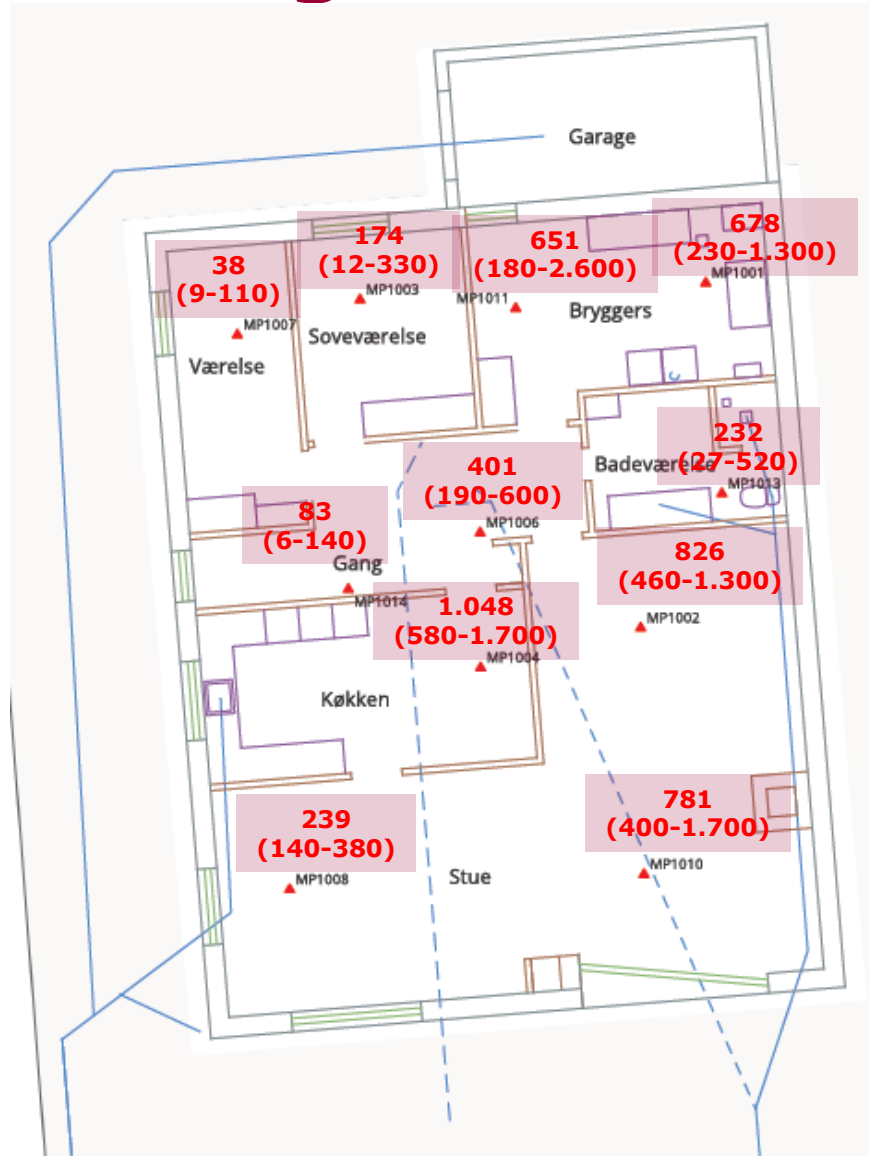 Garage
678
(230-1.300)
MP1001
174
(12-330)
MP1003
651
(180-2.600)
MP1011
38
(9-110)
MP1007
Bryggers
Soveværelse
Værelse
232
(27-520)
MP1013
Badeværelse
401
(190-600)
MP1006
83
(6-140)
Gang
MP1014
826
(460-1.300)
MP1002
1.048
(580-1.700)
MP1004
Køkken
239
(140-380)
MP1008
781
(400-1.700)
MP1010
Stue